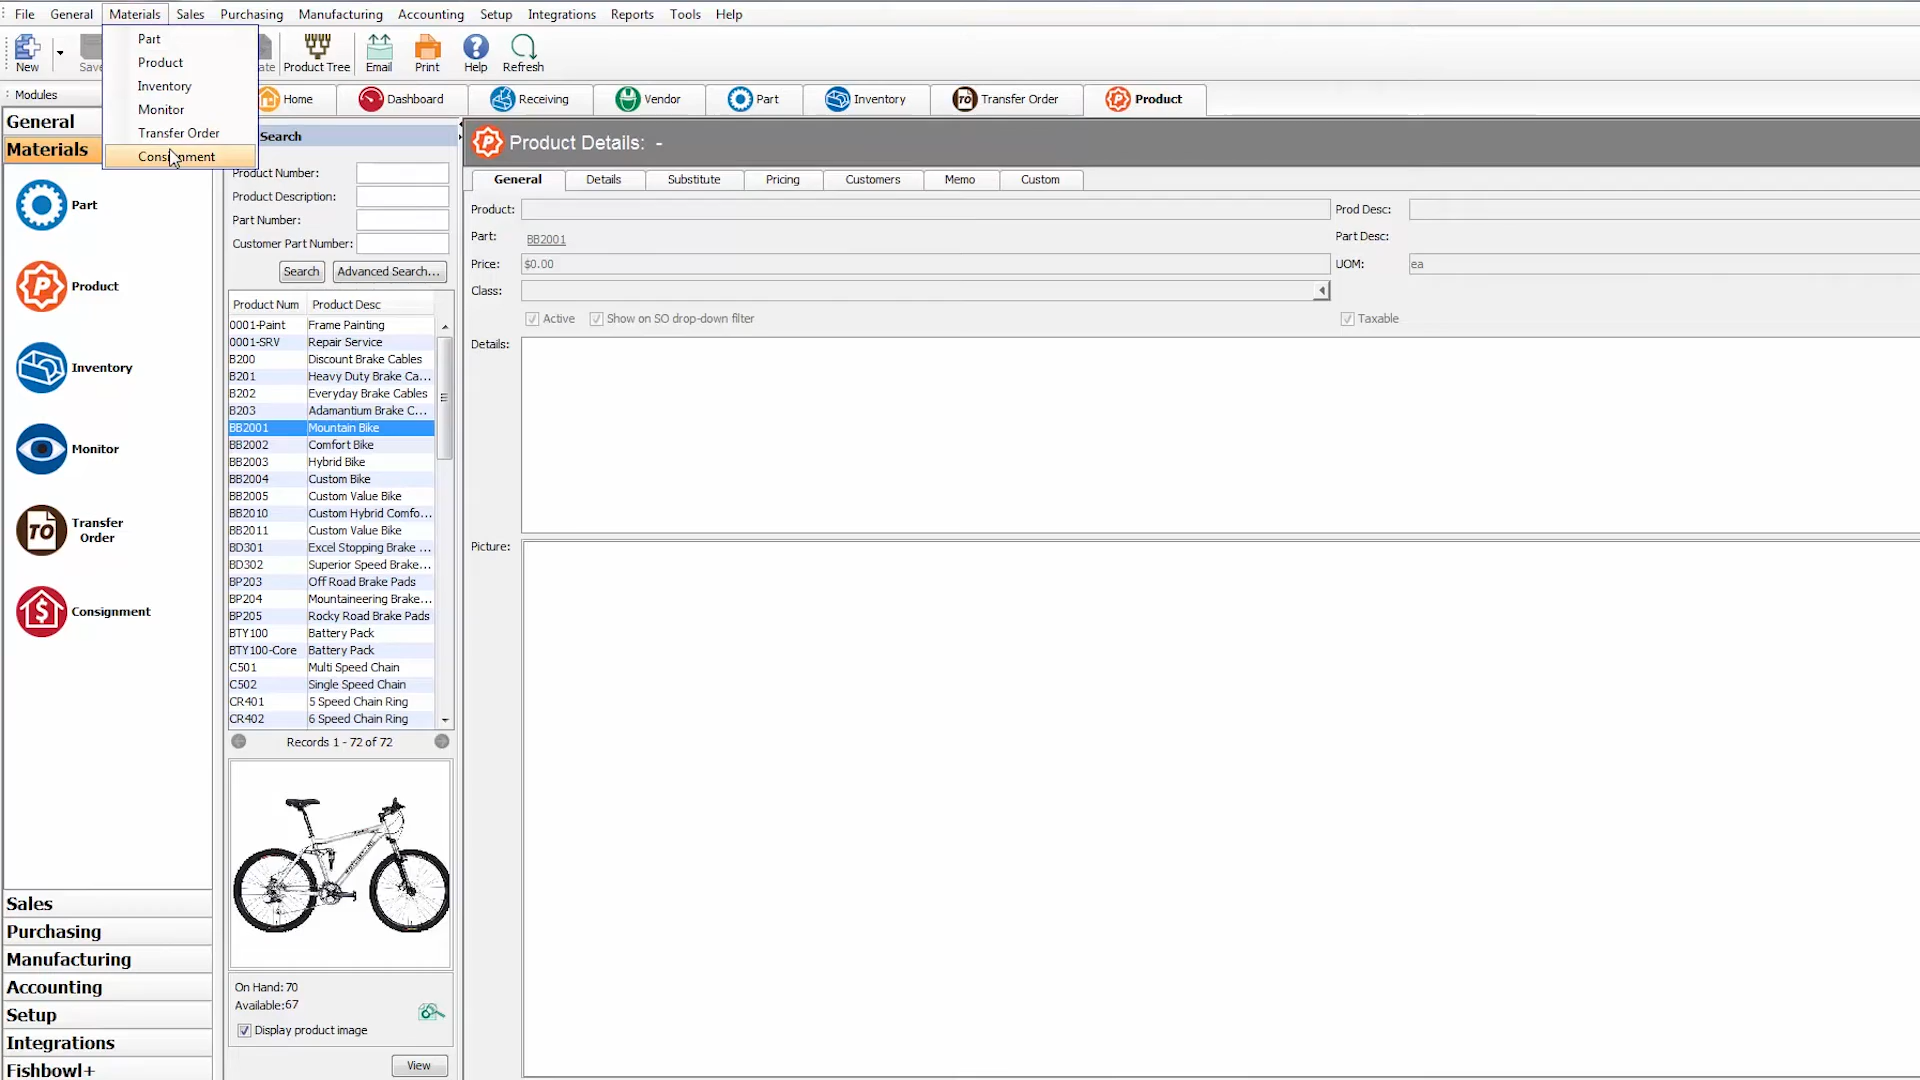 File General Materials Sales Purchasing Manufacturing Accounting Setup Integrations Reports Tools Help
Part
Product
Inventory
Monitor
Transfer Order
Consignment
New Save Product Tree Email Print Help Refresh
Modules
Home Dashboard Receiving Vendor Part Inventory Transfer Order Product
General
Materials
Part
Product
Inventory
Monitor
TO Transfer
Order
Consignment
Sales
Purchasing
Manufacturing
Accounting
Setup
Integrations
Fishbowl+
Search
Product Number:
Product Description:
Part Number:
Customer Part Number:
Search Advanced Search...
Product Num Product Desc
0001-Paint Frame Painting
0001-SRV Repair Service
B200 Discount Brake Cables
B201 Heavy Duty Brake Ca...
B202 Everyday Brake Cables
B203 Adamantium Brake C...
BB2001 Mountain Bike
BB2002 Comfort Bike
BB2003 Hybrid Bike
BB2004 Custom Bike
BB2005 Custom Value Bike
BB2010 Custom Hybrid Comfo...
BB2011 Custom Value Bike
BD301 Excel Stopping Brake ...
BD302 Superior Speed Brake...
BP203 Off Road Brake Pads
BP204 Mountaineering Brake...
BP205 Rocky Road Brake Pads
BTY100 Battery Pack
BTY100-Core Battery Pack
C501 Multi Speed Chain
C502 Single Speed Chain
CR401 5 Speed Chain Ring
CR402 6 Speed Chain Ring
Records 1 - 72 of 72
On Hand: 70
Available:67
Display product image
View
Product Details: -
General Details Substitute Pricing Customers Memo Custom
Product: Prod Desc:
Part: BB2001 Part Desc:
Price: $0.00 UOM: ea
Class:
Active Show on SO drop-down filter Taxable
Details:
Picture: